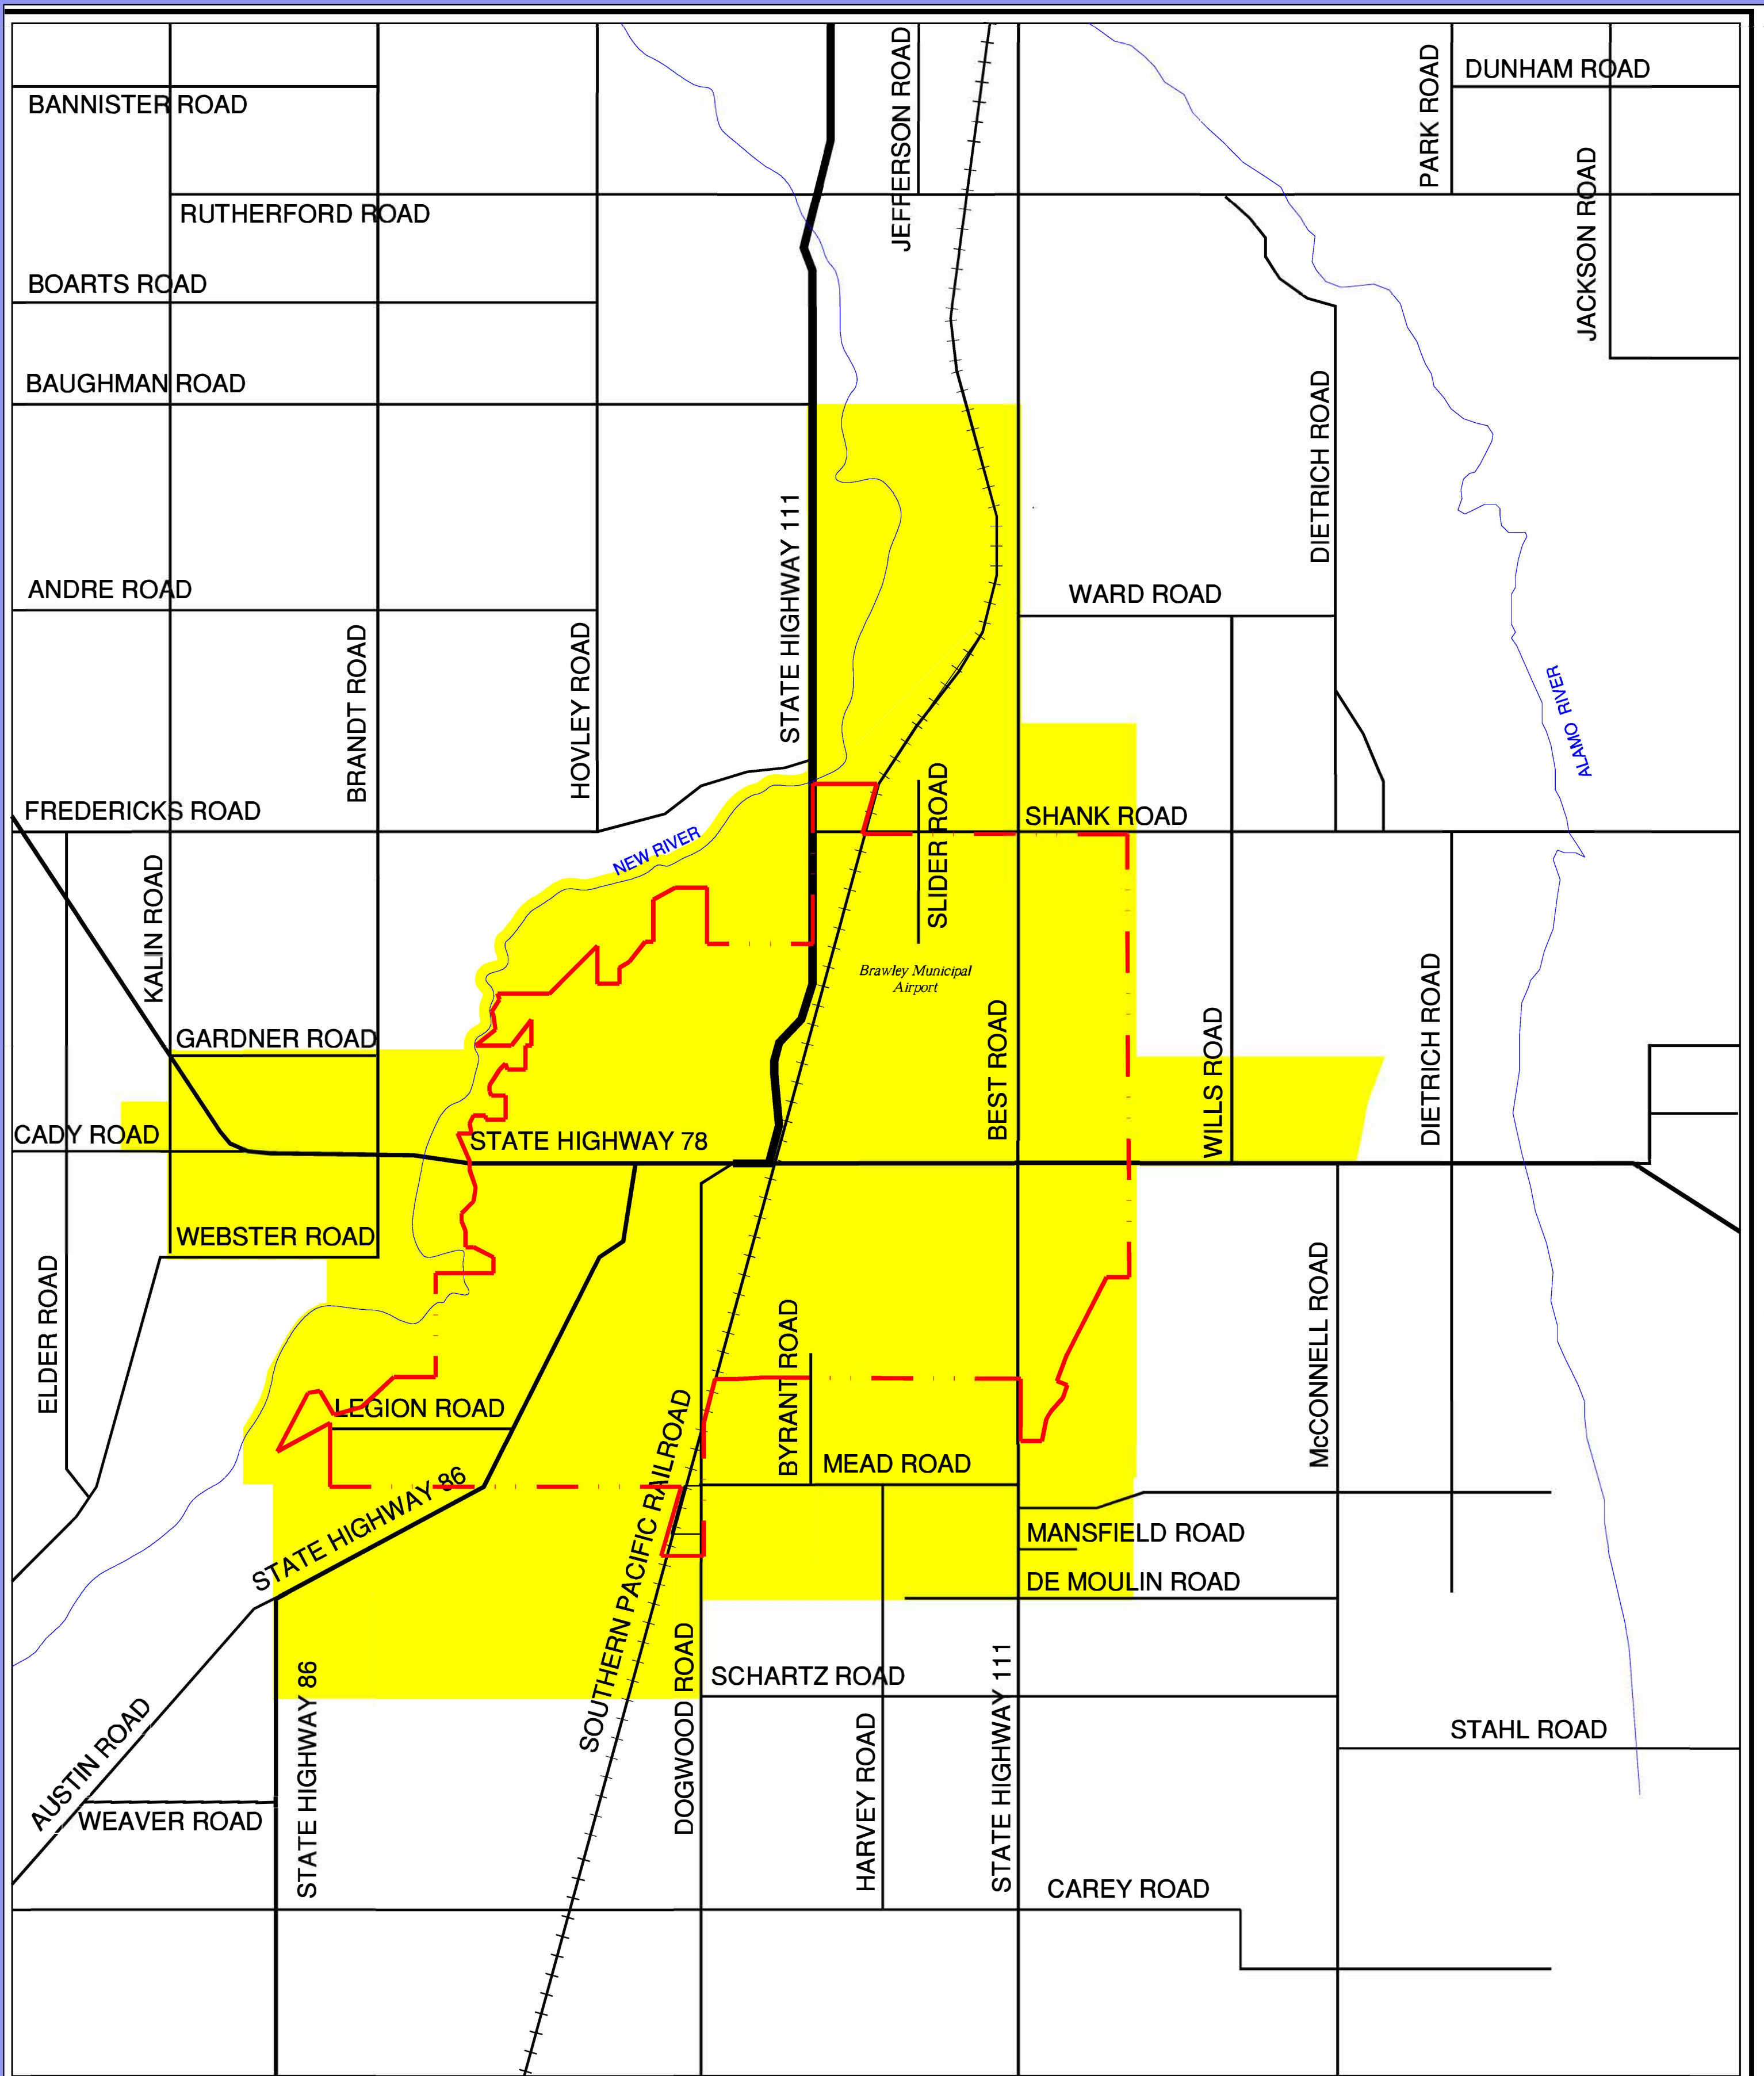 DUNHAM ROAD
BANNISTER ROAD
JEFFERSON ROAD
PARK ROAD
JACKSON ROAD
RUTHERFORD ROAD
BOARTS ROAD
BAUGHMAN ROAD
DIETRICH ROAD
STATE HIGHWAY 111
ANDRE ROAD
WARD ROAD
BRANDT ROAD
HOVLEY ROAD
ALAMO RIVER
FREDERICKS ROAD
SLIDER ROAD
SHANK ROAD
NEW RIVER
KALIN ROAD
Brawley Municipal
Airport
GARDNER ROAD
BEST ROAD
WILLS ROAD
DIETRICH ROAD
CADY ROAD
STATE HIGHWAY 78
WEBSTER ROAD
ELDER ROAD
BYRANT ROAD
McCONNELL ROAD
LEGION ROAD
MEAD ROAD
STATE HIGHWAY 86
SOUTHERN PACIFIC RAILROAD
MANSFIELD ROAD
DE MOULIN ROAD
SCHARTZ ROAD
AUSTIN ROAD
STATE HIGHWAY 86
DOGWOOD ROAD
HARVEY ROAD
STATE HIGHWAY 111
STAHL ROAD
WEAVER ROAD
CAREY ROAD